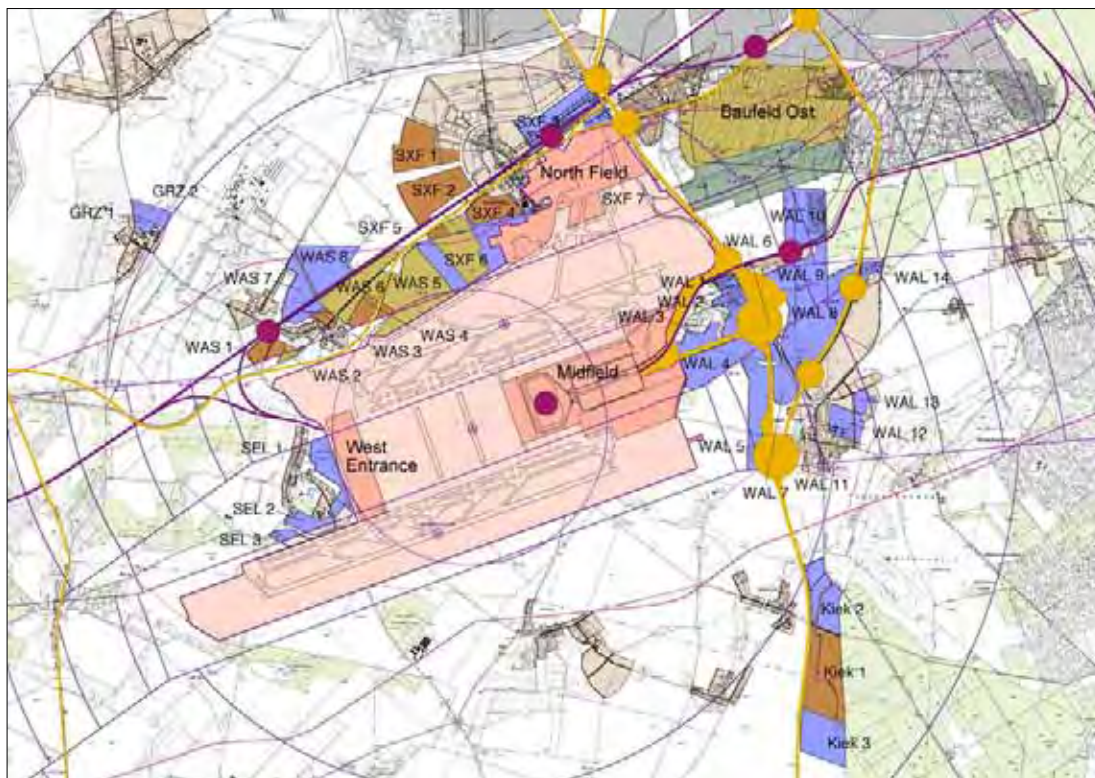 Baufeld Ost
SXF 3
SXF 1
North Field
SXF 2
GRZ 2
SXF 4
SXF 7
GRZ 1
WAL 10
SXF 5
WAL 6
WAS 8
SXF 6
WAS 7
WAS 5
WAL 9
WAL 14
WAS 6
WAL 2
WAL 8
WAL 3
WAS 1
WAS 4
WAS 3
WAS 2
Midfield
WAL 4
WAL 13
SEL 1
West
Entrance
WAL 5
WAL 12
WAL 11
WAL 7
SEL 2
SEL 3
Kiek 2
Kiek 1
Kiek 3